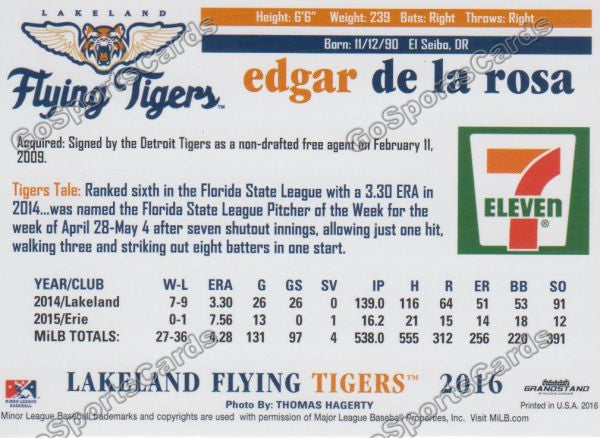 LAKELAND
Flying Tigers™
Height: 6'6" Weight: 239 Bats: Right Throws: Right
Born: 11/12/90 El Seibo, DR
edgar de la rosa
Acquired: Signed by the Detroit Tigers as a non-drafted free agent on February 11,
2009.
Tigers Tale: Ranked sixth in the Florida State League with a 3.30 ERA in
2014...was named the Florida State League Pitcher of the Week for the
week of April 28-May 4 after seven shutout innings, allowing just one hit,
walking three and striking out eight batters in one start.
7
ELEVEN
YEAR/CLUB W-L ERA G GS SV IP H R ER BB SO
2014/Lakeland 7-9 3.30 26 26 0 139.0 116 64 51 53 91
2015/Erie 0-1 7.56 13 0 1 16.2 21 15 14 18 12
MiLB TOTALS: 27-36 4.28 131 97 4 538.0 555 312 256 220 391
LAKELAND FLYING TIGERS™ 2016
Photo By: THOMAS HAGERTY
MINOR LEAGUE BASEBALL
GRANDSTAND
Printed in U.S.A. 2016
Minor League Baseball trademarks and copyrights are used with permission of Major League Baseball Properties, Inc. Visit MiLB.com
GoSportsCards
GoSportsCards
GoSportsCards
GoSportsCards
GoSportsCards